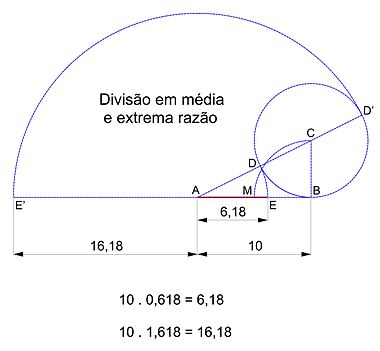 Divisão em média
e extrema razão
D'
C
D
A
M
B
E'
E
6,18
16,18
10
10 . 0,618 = 6,18
10 . 1,618 = 16,18